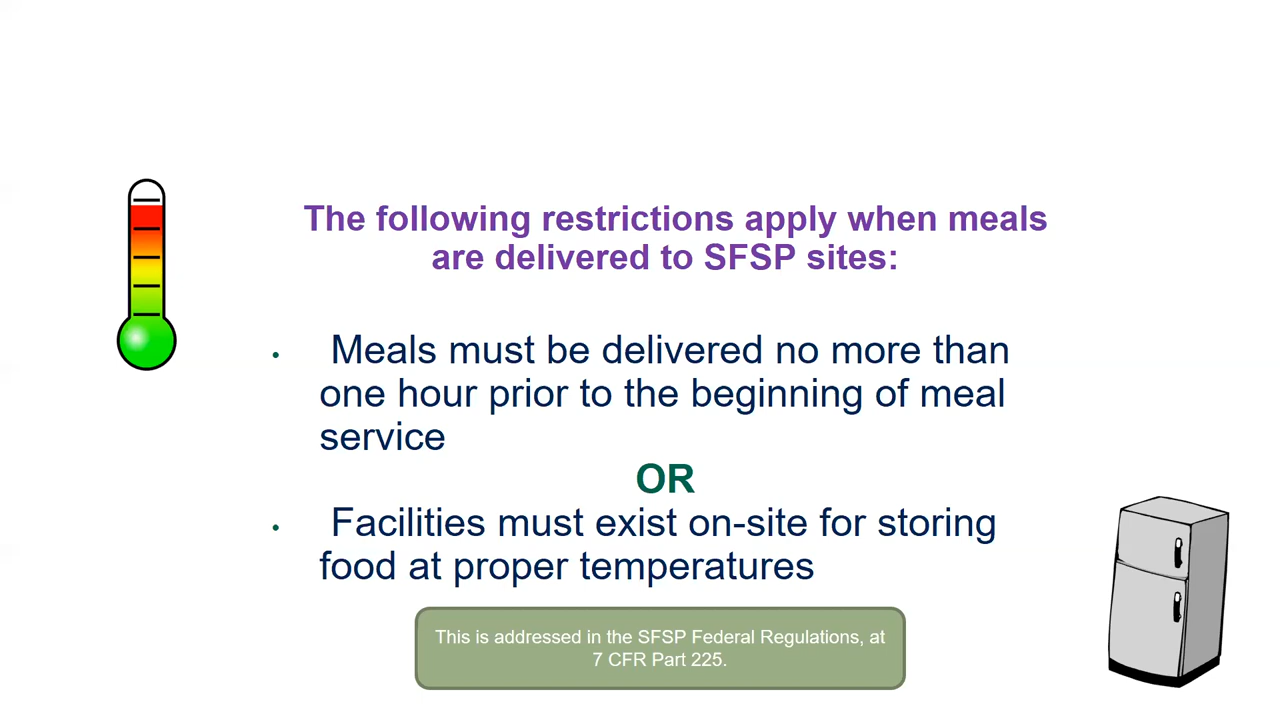 The following restrictions apply when meals
are delivered to SFSP sites:
• Meals must be delivered no more than
one hour prior to the beginning of meal
service
OR
• Facilities must exist on-site for storing
food at proper temperatures
This is addressed in the SFSP Federal Regulations, at
7 CFR Part 225.